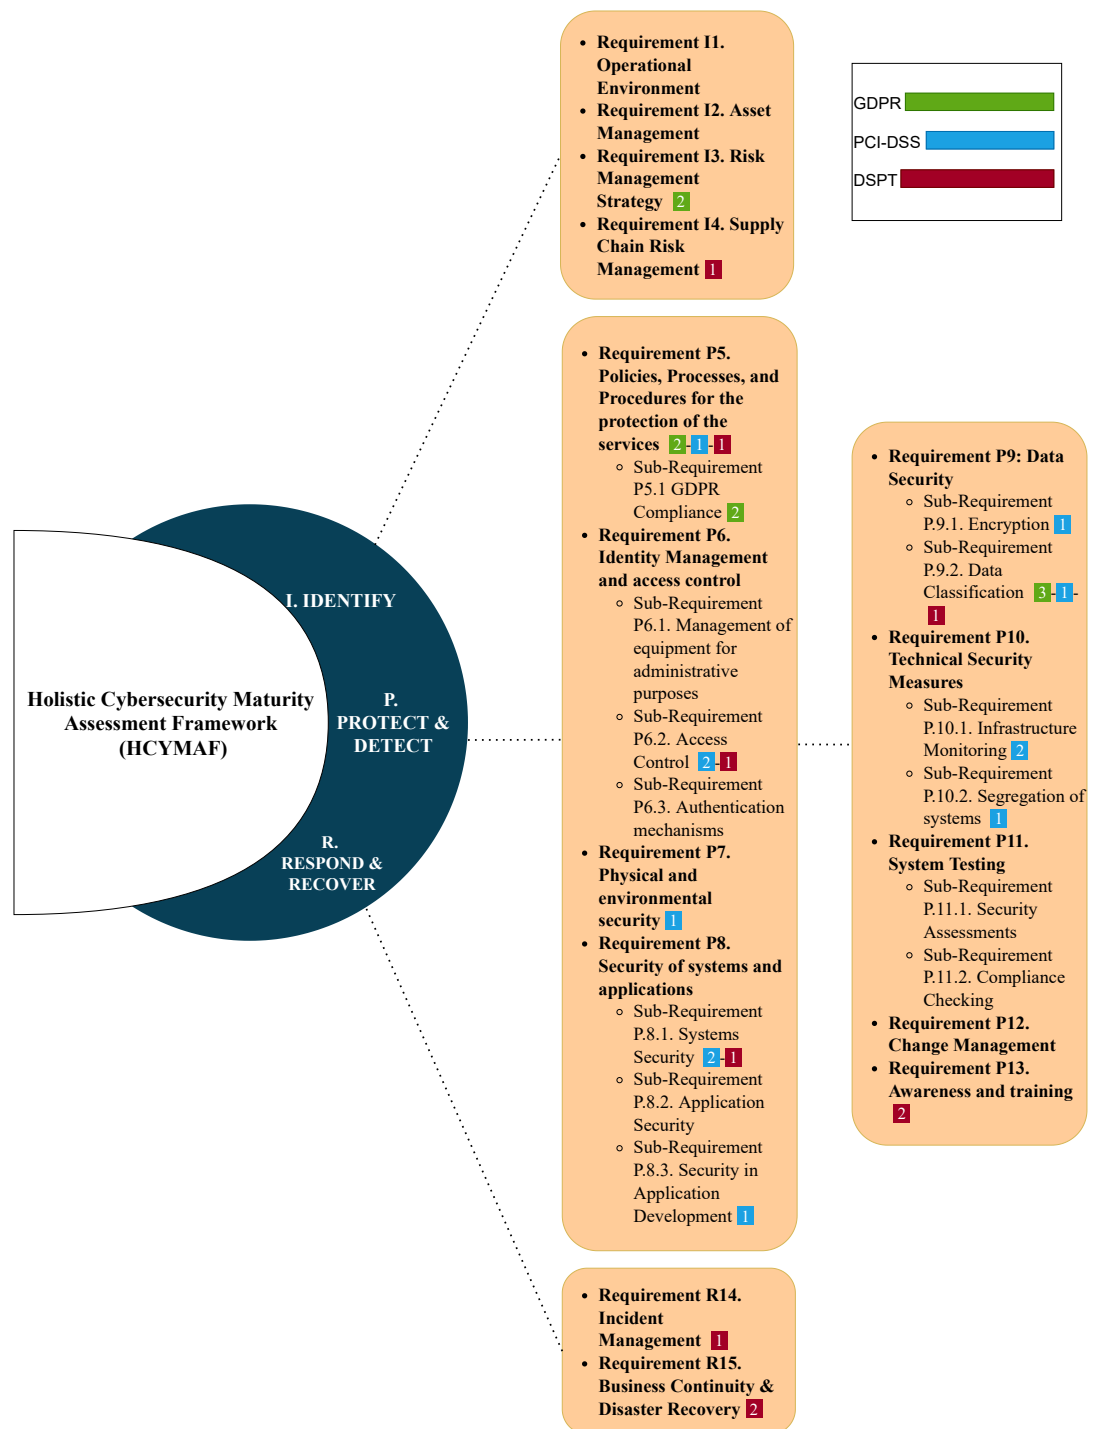 Requirement I1.
Operational
Environment
Requirement I2. Asset
Management
Requirement I3. Risk
Management
Strategy 2
Requirement I4. Supply
Chain Risk
Management 1
GDPR
PCI-DSS
DSPT
Requirement P5.
Policies, Processes, and
Procedures for the
protection of the
services 2-1-1
Sub-Requirement
P5.1 GDPR
Compliance 2
Requirement P6.
Identity Management
and access control
Sub-Requirement
P6.1. Management of
equipment for
administrative
purposes
Sub-Requirement
P6.2. Access
Control 2-1
Sub-Requirement
P6.3. Authentication
mechanisms
Requirement P7.
Physical and
environmental
security 1
Requirement P8.
Security of systems and
applications
Sub-Requirement
P.8.1. Systems
Security 2-1
Sub-Requirement
P.8.2. Application
Security
Sub-Requirement
P.8.3. Security in
Application
Development 1
Requirement P9: Data
Security
Sub-Requirement
P.9.1. Encryption 1
Sub-Requirement
P.9.2. Data
Classification 3-1-
1
Requirement P10.
Technical Security
Measures
Sub-Requirement
P.10.1. Infrastructure
Monitoring 2
Sub-Requirement
P.10.2. Segregation of
systems 1
Requirement P11.
System Testing
Sub-Requirement
P.11.1. Security
Assessments
Sub-Requirement
P.11.2. Compliance
Checking
Requirement P12.
Change Management
Requirement P13.
Awareness and training
2
I. IDENTIFY
P.
PROTECT &
DETECT
R.
RESPOND &
RECOVER
Holistic Cybersecurity Maturity
Assessment Framework
(HCYMAF)
Requirement R14.
Incident
Management 1
Requirement R15.
Business Continuity &
Disaster Recovery 2